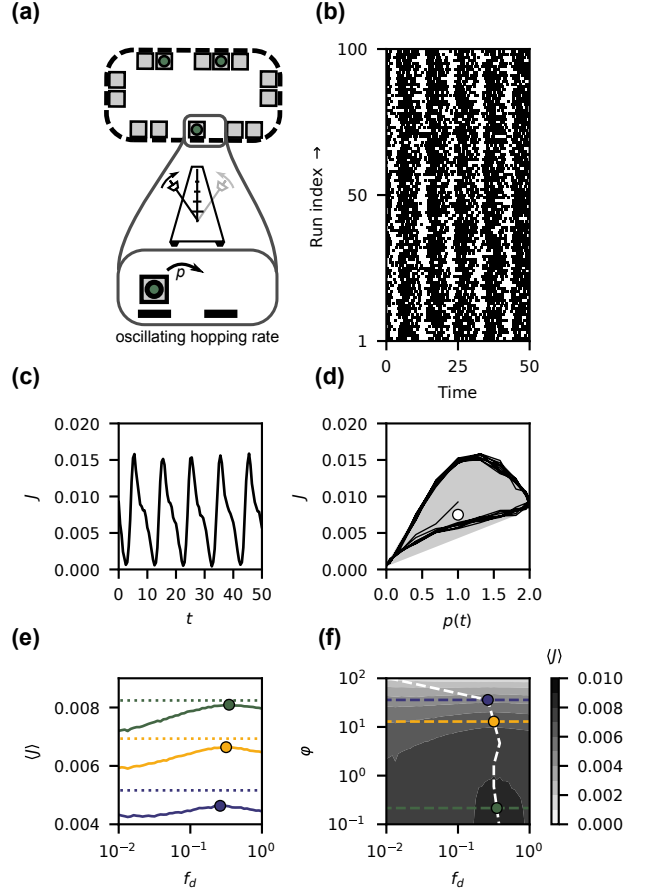 (a)
p
oscillating hopping rate
(b)
100
50
1
Run index →
0 25 50
Time
(c)
0.020
0.015
0.010
0.005
0.000
J
0 10 20 30 40 50
t
(d)
0.020
0.015
0.010
0.005
0.000
J
0.0 0.5 1.0 1.5 2.0
p(t)
(e)
0.008
0.006
0.004
⟨J⟩
10⁻² 10⁻¹ 10⁰
f_d
(f)
10²
10¹
10⁰
10⁻¹
φ
10⁻² 10⁻¹ 10⁰
f_d
⟨J⟩
0.010
0.008
0.006
0.004
0.002
0.000